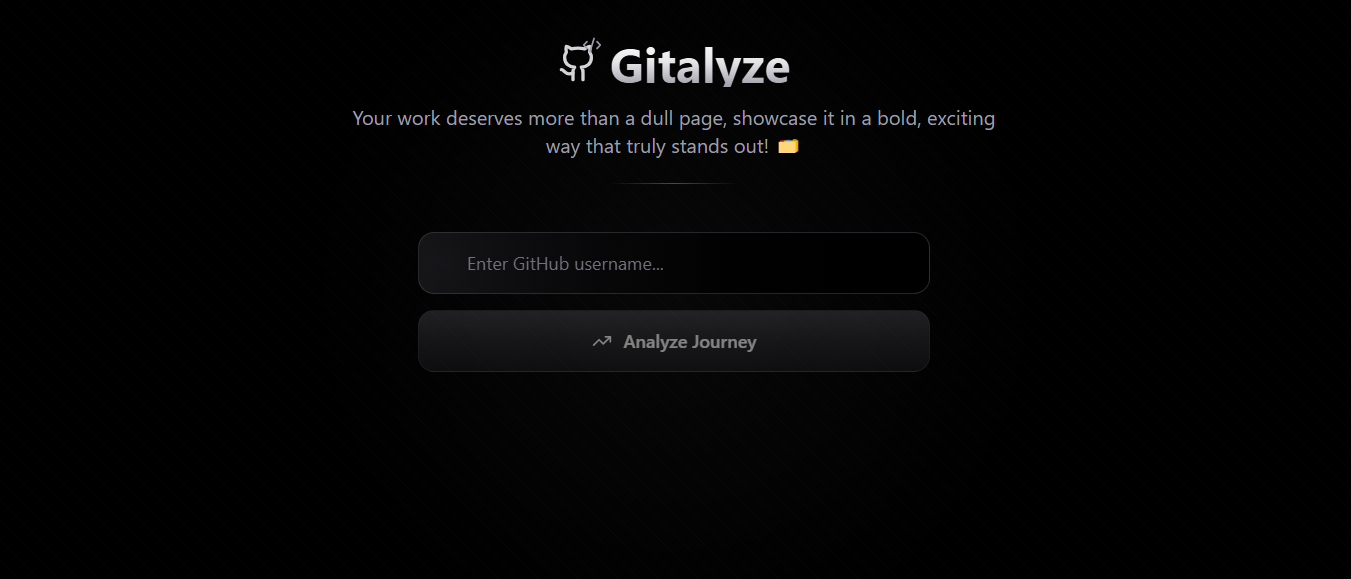 Gitalyze
Your work deserves more than a dull page, showcase it in a bold, exciting
way that truly stands out! 🗂️
Enter GitHub username...
Analyze Journey